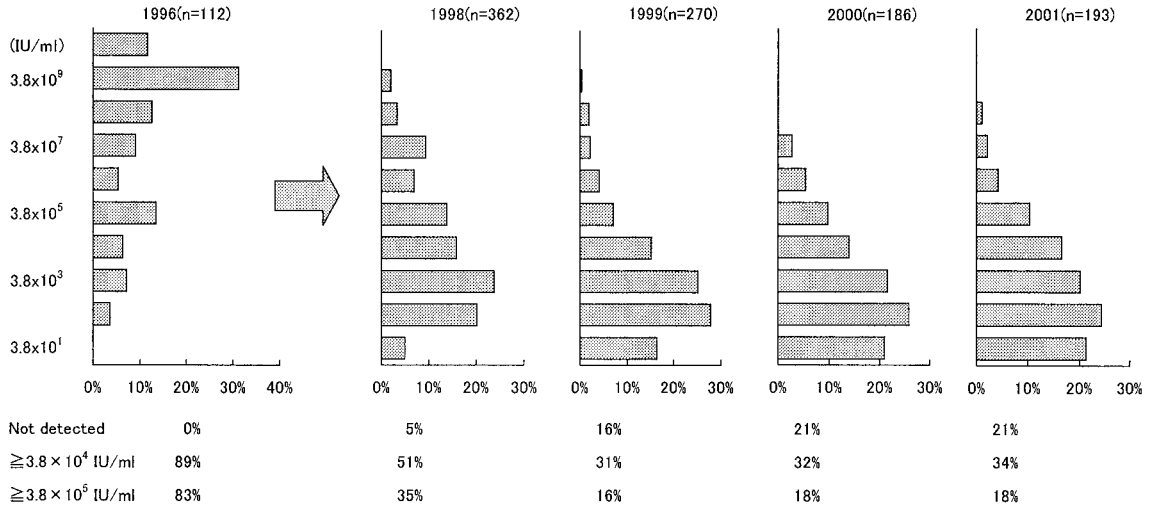 1996(n=112) 1998(n=362) 1999(n=270) 2000(n=186) 2001(n=193)
(IU/ml)
3.8x10⁹
3.8x10⁷
3.8x10⁵
3.8x10³
3.8x10¹
0% 10% 20% 30% 40% 0% 10% 20% 30% 0% 10% 20% 30% 0% 10% 20% 30% 0% 10% 20% 30%
Not detected 0% 5% 16% 21% 21%
≧3.8×10⁴ IU/ml 89% 51% 31% 32% 34%
≧3.8×10⁵ IU/ml 83% 35% 16% 18% 18%